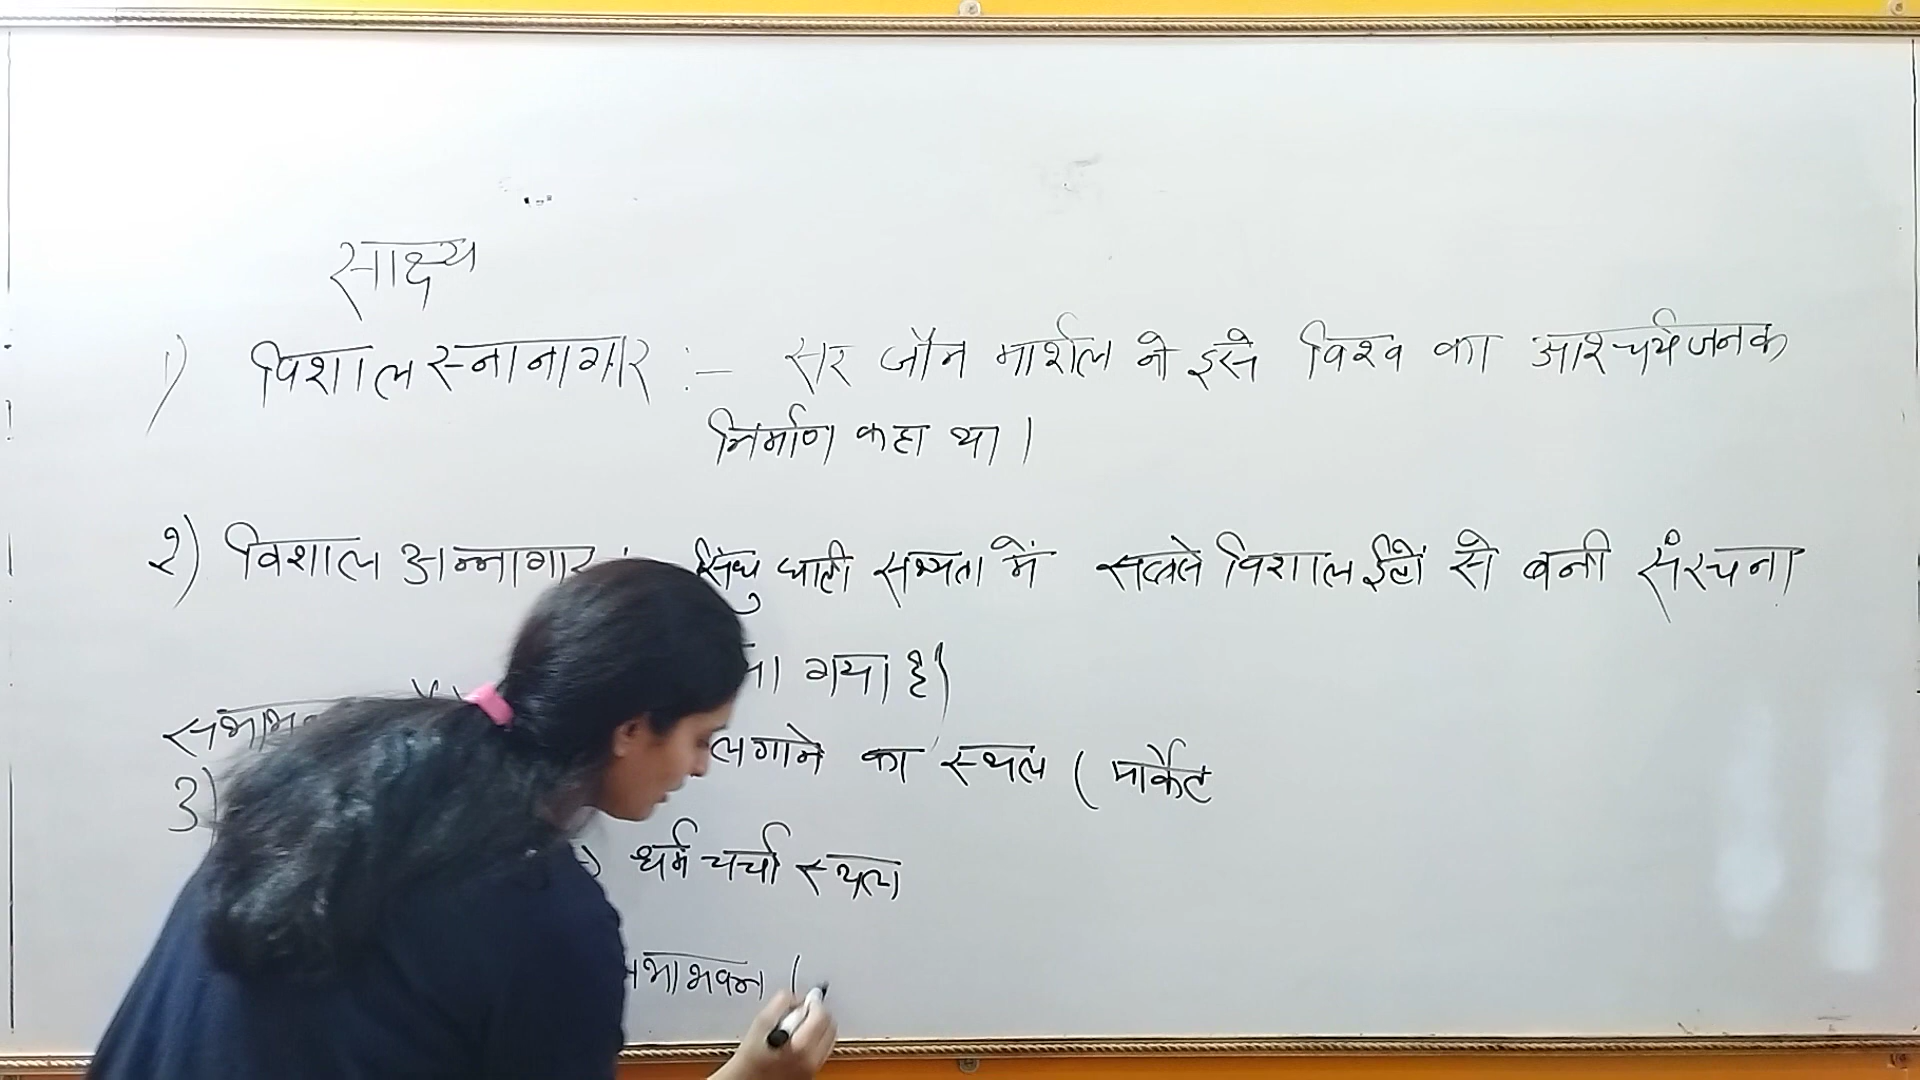 साक्ष्य
1) विशाल स्नानागार :- सर जॉन मार्शल ने इसे विश्व का आश्चर्यजनक
निर्माण कहा था।
2) विशाल अन्नागार : सिंधु घाटी सभ्यता में सबसे विशाल ईंटों से बनी संरचना
गया है।
लगाने का स्थल ( मार्केट
3)
धर्म चर्चा स्थल
भाभवन (